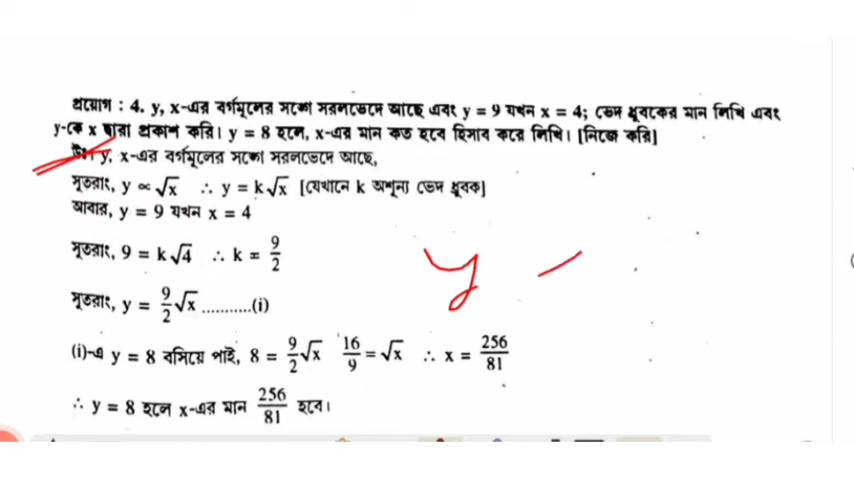 প্রয়োগ : 4. y, x-এর বর্গমূলের সঙ্গে সরলভেদে আছে এবং y = 9 যখন x = 4; ভেদ ধ্রুবকের মান লিখি এবং
y-কে x দ্বারা প্রকাশ করি। y = 8 হলে, x-এর মান কত হবে হিসাব করে লিখি। [নিজে করি]
উঃ। y, x-এর বর্গমূলের সঙ্গে সরলভেদে আছে,
সুতরাং, y ∝ √x ∴ y = k√x [যেখানে k অশূন্য ভেদ ধ্রুবক]
আবার, y = 9 যখন x = 4
সুতরাং, 9 = k√4 ∴ k = 9/2
সুতরাং, y = 9/2 √x ...........(i)
(i)-এ y = 8 বসিয়ে পাই, 8 = 9/2 √x 16/9 = √x ∴ x = 256/81
∴ y = 8 হলে x-এর মান 256/81 হবে।
y